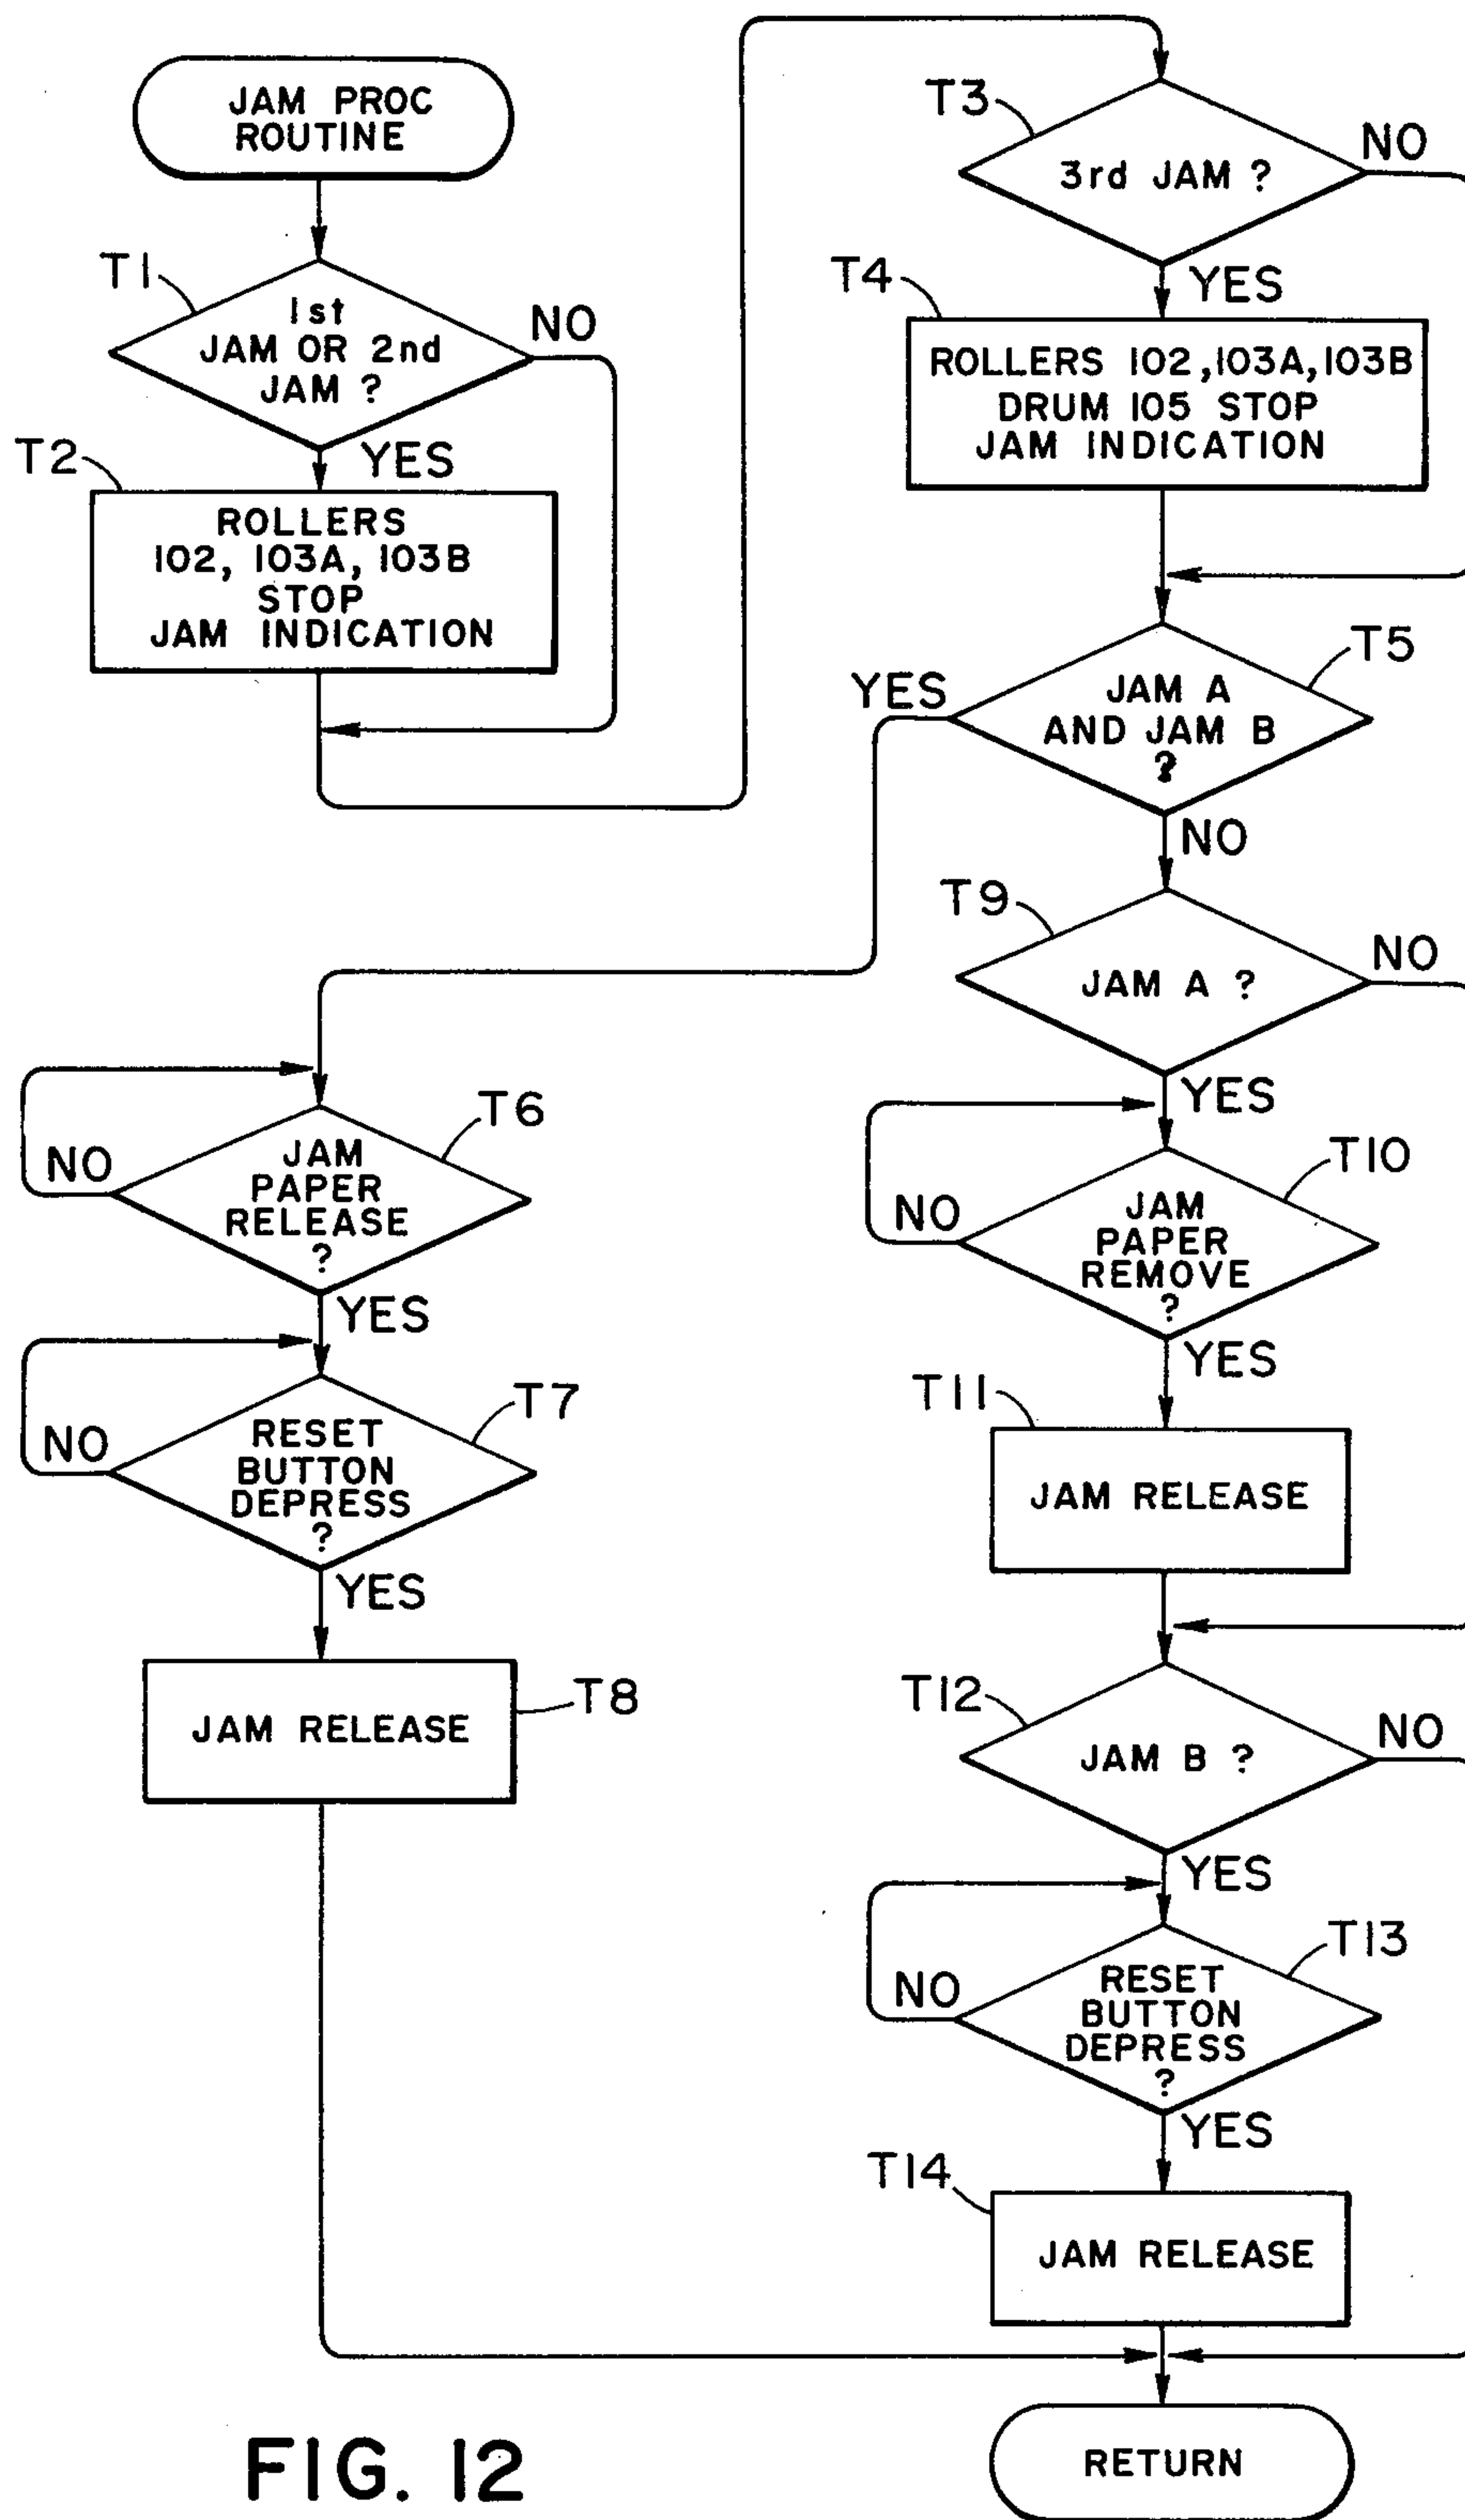 JAM PROC
ROUTINE
T1
1st
JAM OR 2nd
JAM ?
NO
YES
T2
ROLLERS
102, 103A, 103B
STOP
JAM INDICATION
T3
3rd JAM ?
NO
YES
T4
ROLLERS 102, 103A, 103B
DRUM 105 STOP
JAM INDICATION
T5
JAM A
AND JAM B
?
YES
NO
T6
JAM
PAPER
RELEASE
?
NO
YES
T7
RESET
BUTTON
DEPRESS
?
NO
YES
T8
JAM RELEASE
T9
JAM A ?
NO
YES
T10
JAM
PAPER
REMOVE
?
NO
YES
T11
JAM RELEASE
T12
JAM B ?
NO
YES
T13
RESET
BUTTON
DEPRESS
?
NO
YES
T14
JAM RELEASE
RETURN
FIG. 12